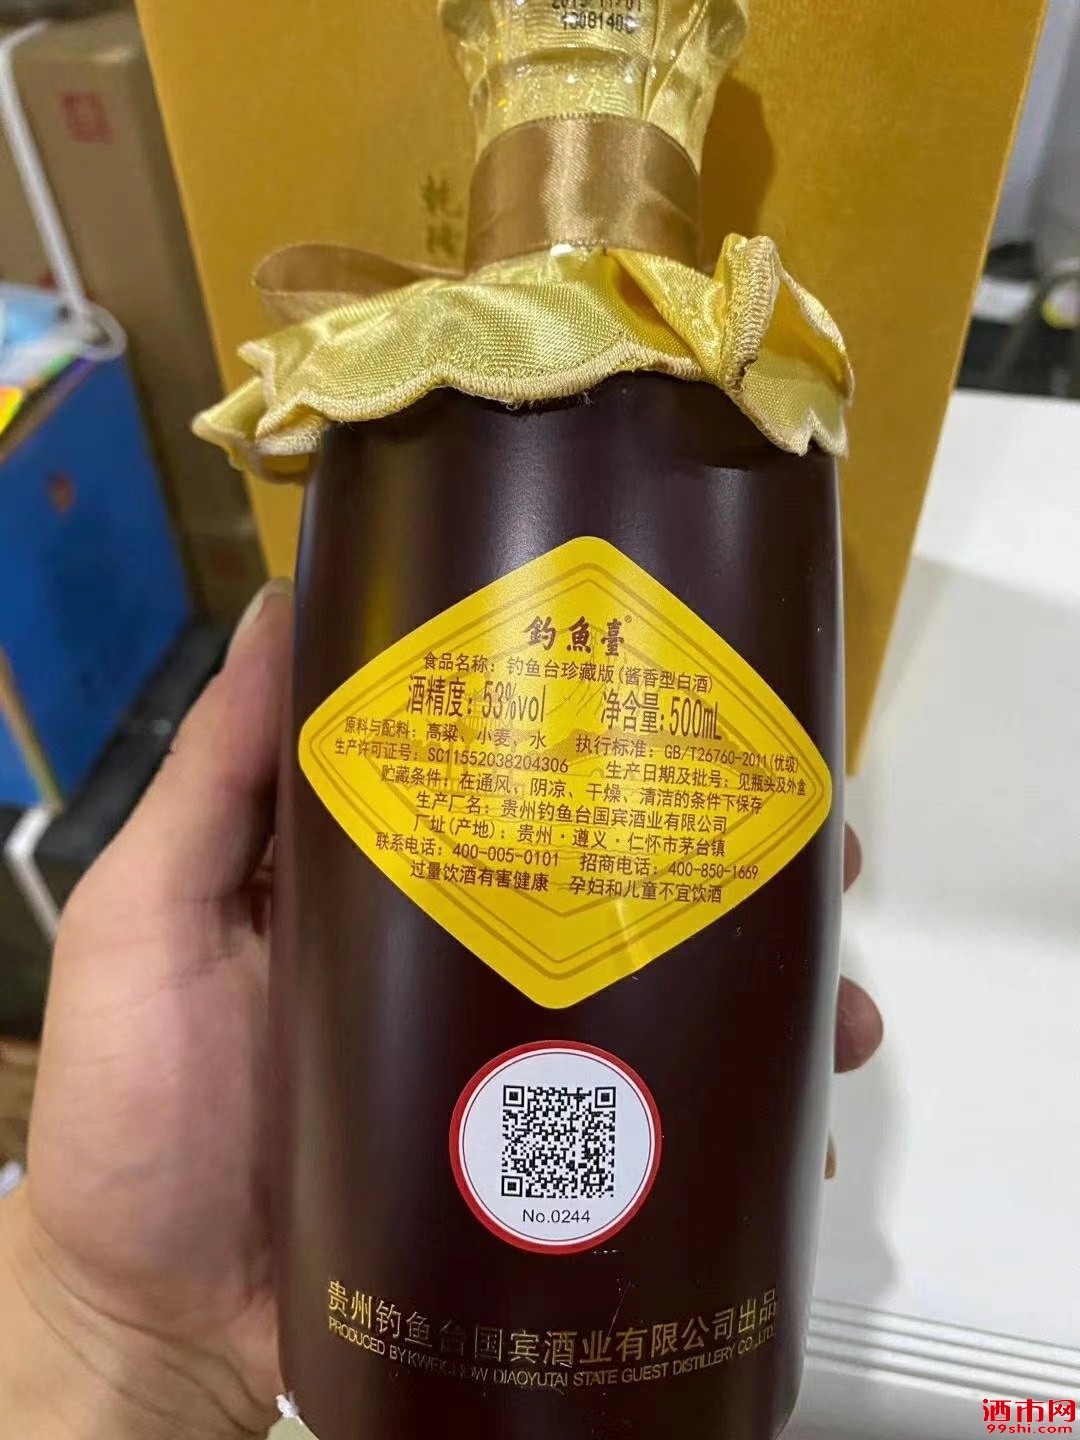 钓魚臺®
食品名称：钓鱼台珍藏版(酱香型白酒)
酒精度：53%vol 净含量：500mL
原料与配料：高粱、小麦、水 执行标准：GB/T26760-2011(优级)
生产许可证号：SC11552038204306 生产日期及批号：见瓶头及外盒
贮藏条件：在通风、阴凉、干燥、清洁的条件下保存
生产厂名：贵州钓鱼台国宾酒业有限公司
厂址(产地)：贵州·遵义·仁怀市茅台镇
联系电话：400-005-0101 招商电话：400-850-1669
过量饮酒有害健康 孕妇和儿童不宜饮酒
No.0244
贵州钓鱼台国宾酒业有限公司出品
PRODUCED BY KWEICHOW DIAOYUTAI STATE GUEST DISTILLERY CO.,LTD.
酒市网
99shi.com